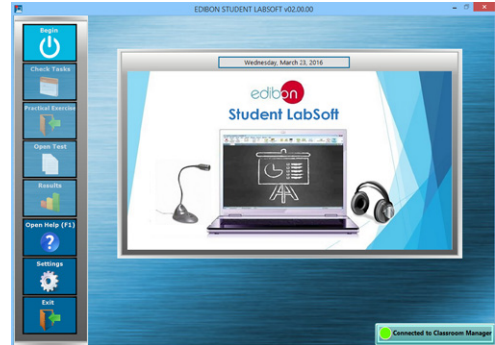 EDIBON STUDENT LABSOFT v02.00.00
Begin
Check Tasks
Practical Exercise
Open Test
Results
Open Help (F1)
Settings
Exit
Wednesday, March 23, 2016
edibon
Student LabSoft
Connected to Classroom Manager